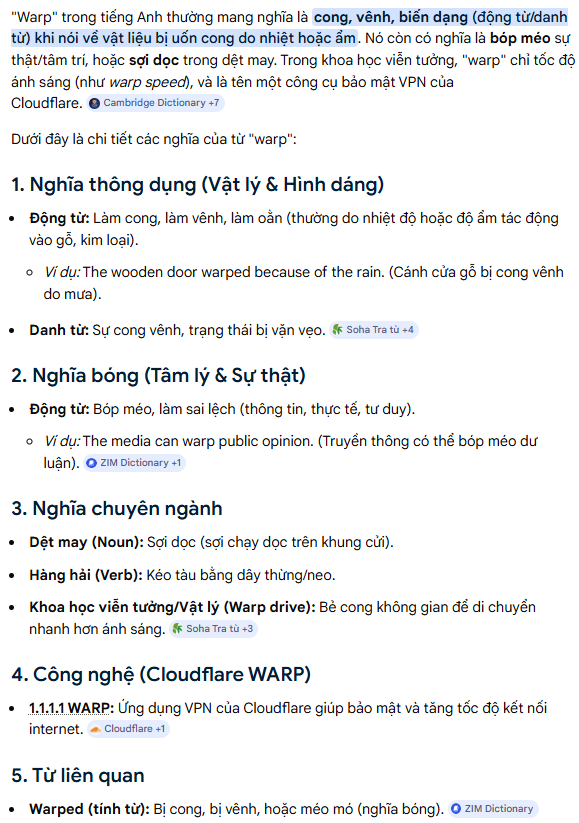 "Warp" trong tiếng Anh thường mang nghĩa là cong, vênh, biến dạng (động từ/danh
từ) khi nói về vật liệu bị uốn cong do nhiệt hoặc ẩm. Nó còn có nghĩa là bóp méo sự
thật/tâm trí, hoặc sợi dọc trong dệt may. Trong khoa học viễn tưởng, "warp" chỉ tốc độ
ánh sáng (như warp speed), và là tên một công cụ bảo mật VPN của
Cloudflare. Cambridge Dictionary +7
Dưới đây là chi tiết các nghĩa của từ "warp":
1. Nghĩa thông dụng (Vật lý & Hình dáng)
• Động từ: Làm cong, làm vênh, làm oằn (thường do nhiệt độ hoặc độ ẩm tác động
vào gỗ, kim loại).
◦ Ví dụ: The wooden door warped because of the rain. (Cánh cửa gỗ bị cong vênh
do mưa).
• Danh từ: Sự cong vênh, trạng thái bị vặn vẹo. Soha Tra từ +4
2. Nghĩa bóng (Tâm lý & Sự thật)
• Động từ: Bóp méo, làm sai lệch (thông tin, thực tế, tư duy).
◦ Ví dụ: The media can warp public opinion. (Truyền thông có thể bóp méo dư
luận). ZIM Dictionary +1
3. Nghĩa chuyên ngành
• Dệt may (Noun): Sợi dọc (sợi chạy dọc trên khung cửi).
• Hàng hải (Verb): Kéo tàu bằng dây thừng/neo.
• Khoa học viễn tưởng/Vật lý (Warp drive): Bẻ cong không gian để di chuyển
nhanh hơn ánh sáng. Soha Tra từ +3
4. Công nghệ (Cloudflare WARP)
• 1.1.1.1 WARP: Ứng dụng VPN của Cloudflare giúp bảo mật và tăng tốc độ kết nối
internet. Cloudflare +1
5. Từ liên quan
• Warped (tính từ): Bị cong, bị vênh, hoặc méo mó (nghĩa bóng). ZIM Dictionary